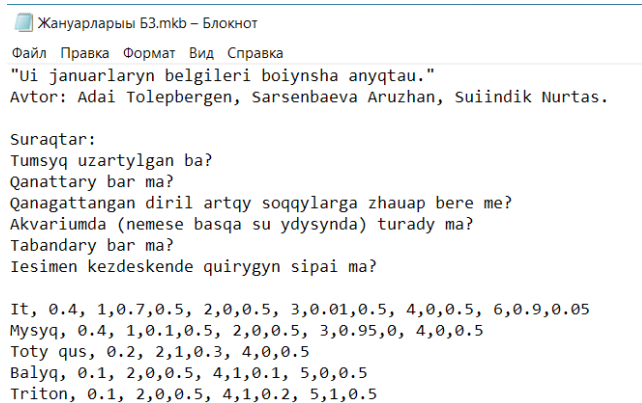 Жануарларыы БЗ.mkb – Блокнот
Файл Правка Формат Вид Справка
"Ui januarlaryn belgileri boiynsha anyqtau."
Avtor: Adai Tolepbergen, Sarsenbaeva Aruzhan, Suiindik Nurtas.
Suraqtar:
Tumsyq uzartylgan ba?
Qanattary bar ma?
Qanagattangan diril artqy soqqylarga zhauap bere me?
Akvariumda (nemese basqa su ydysynda) turady ma?
Tabandary bar ma?
Iesimen kezdeskende quirygyn sipai ma?
It, 0.4, 1,0.7,0.5, 2,0,0.5, 3,0.01,0.5, 4,0,0.5, 6,0.9,0.05
Mysyq, 0.4, 1,0.1,0.5, 2,0,0.5, 3,0.95,0, 4,0,0.5
Toty qus, 0.2, 2,1,0.3, 4,0,0.5
Balyq, 0.1, 2,0,0.5, 4,1,0.1, 5,0,0.5
Triton, 0.1, 2,0,0.5, 4,1,0.2, 5,1,0.5